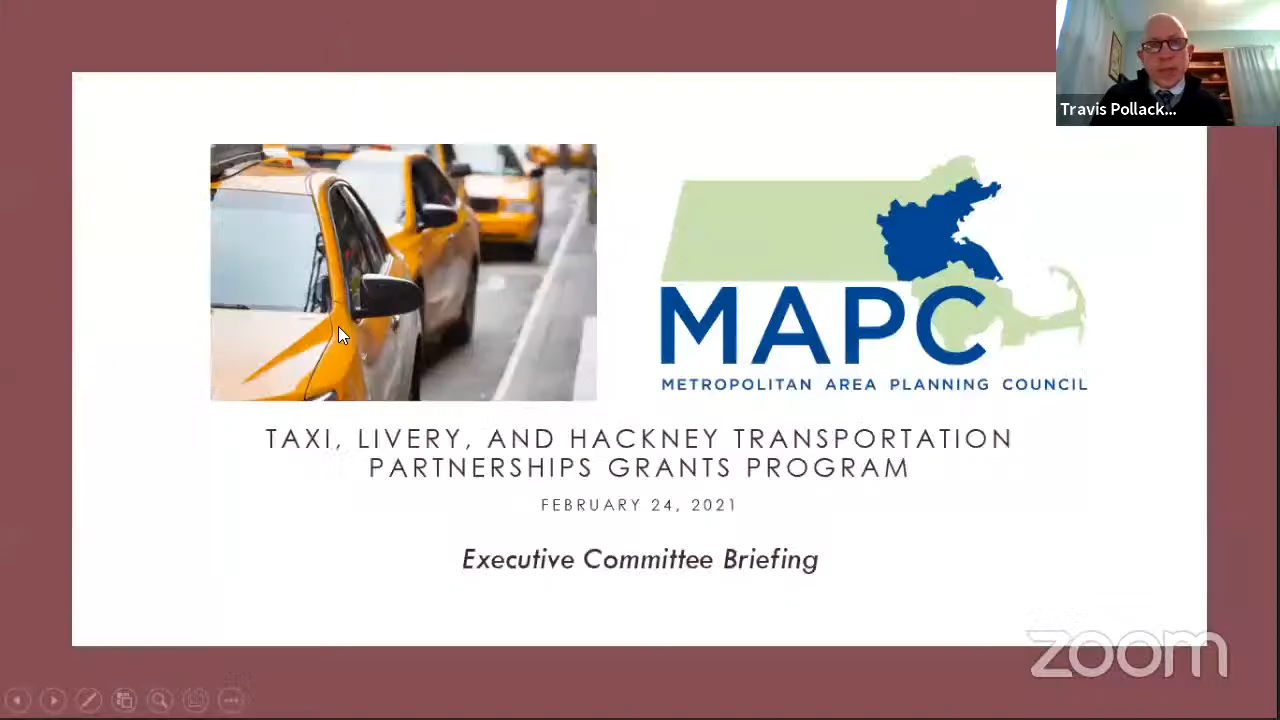 Travis Pollack...
MAPC
METROPOLITAN AREA PLANNING COUNCIL
TAXI, LIVERY, AND HACKNEY TRANSPORTATION
PARTNERSHIPS GRANTS PROGRAM
FEBRUARY 24, 2021
Executive Committee Briefing
zoom